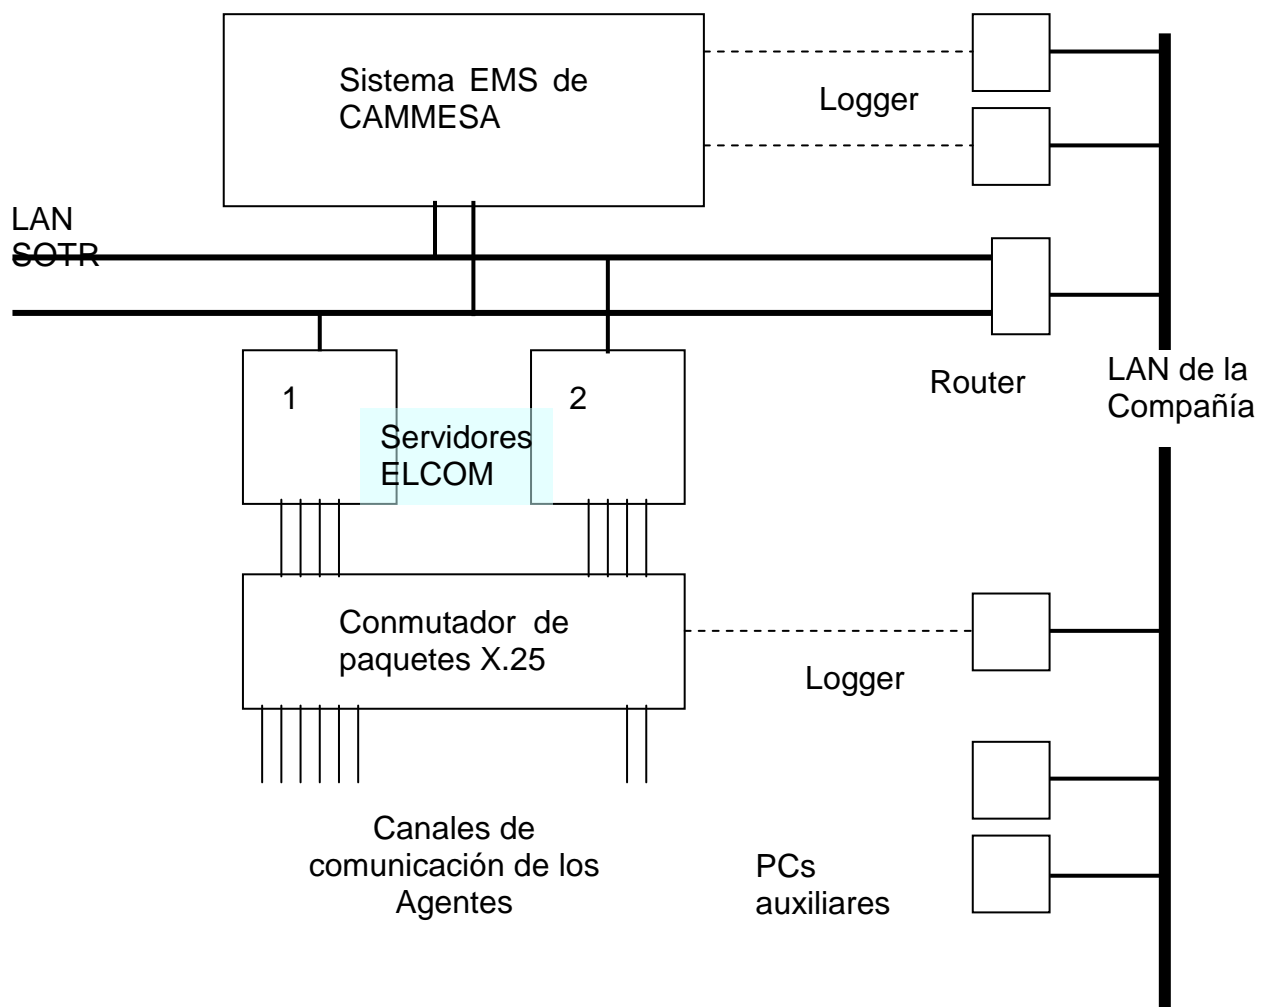 Sistema EMS de
CAMMESA
Logger
LAN
SOTR
Router
LAN de la
Compañía
1
2
Servidores
ELCOM
Conmutador de
paquetes X.25
Logger
Canales de
comunicación de los
Agentes
PCs
auxiliares